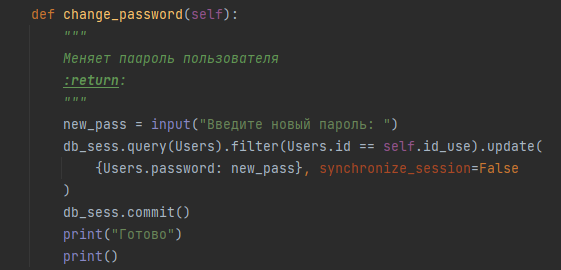 def change_password(self):
"""
Меняет паароль пользователя
:return:
"""
new_pass = input("Введите новый пароль: ")
db_sess.query(Users).filter(Users.id == self.id_use).update(
{Users.password: new_pass}, synchronize_session=False
)
db_sess.commit()
print("Готово")
print()